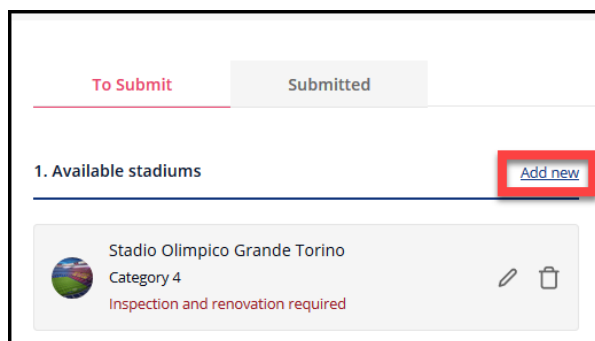 To Submit
Submitted
1. Available stadiums
Add new
Stadio Olimpico Grande Torino
Category 4
Inspection and renovation required